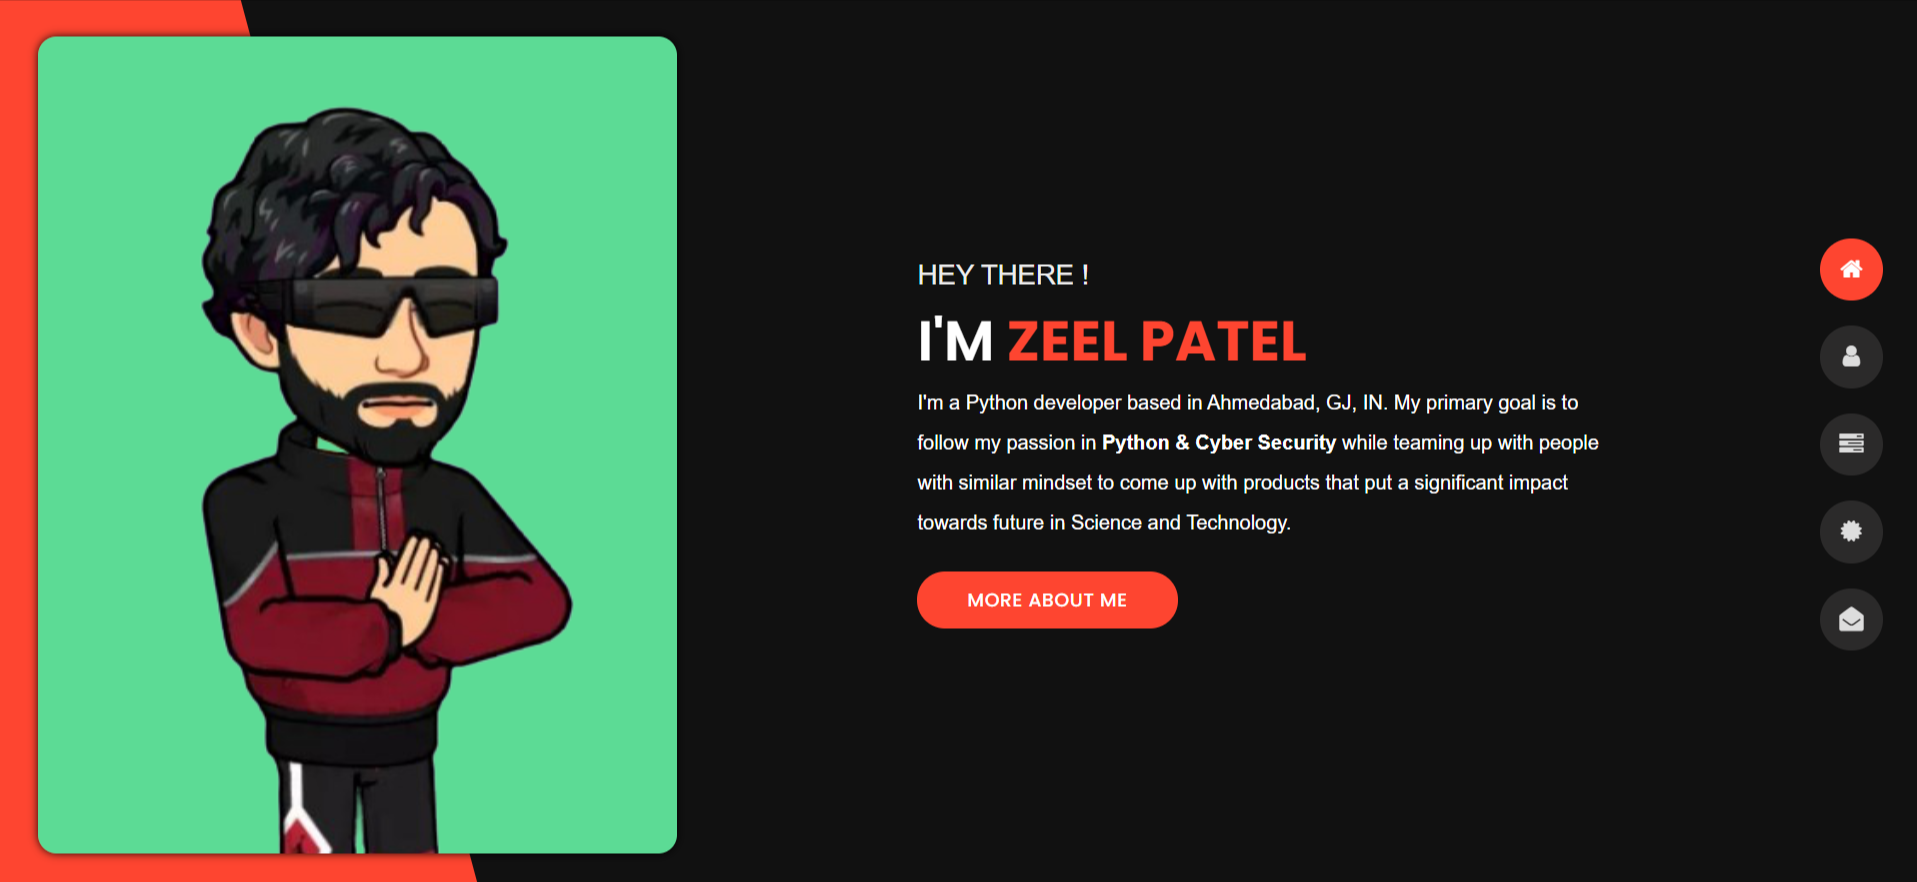 HEY THERE !
I'M ZEEL PATEL
I'm a Python developer based in Ahmedabad, GJ, IN. My primary goal is to
follow my passion in Python & Cyber Security while teaming up with people
with similar mindset to come up with products that put a significant impact
towards future in Science and Technology.
MORE ABOUT ME